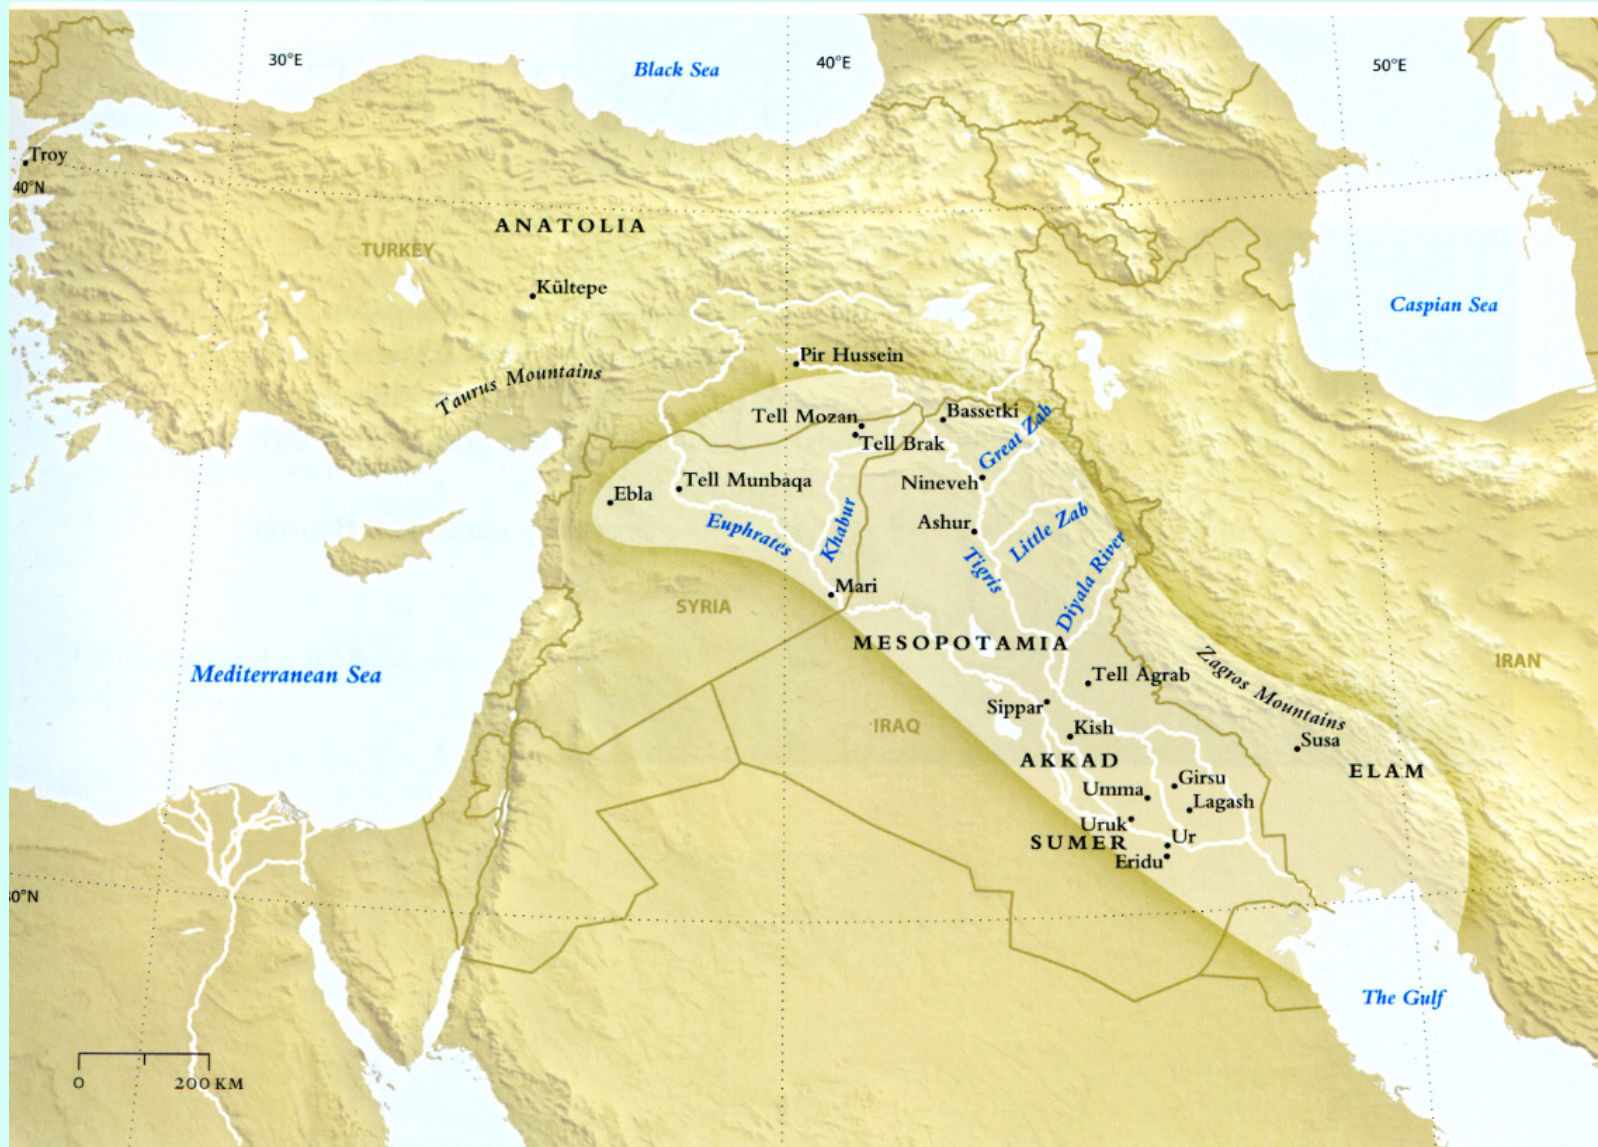 30°E
Black Sea
40°E
50°E
Troy
40°N
ANATOLIA
TURKEY
Kültepe
Caspian Sea
Taurus Mountains
Pir Hussein
Tell Mozan
Bassetki
Tell Brak
Great Zab
Nineveh
Ebla
Tell Munbaqa
Euphrates
Khabur
Ashur
Little Zab
Tigris
Diyala River
Mari
SYRIA
MESOPOTAMIA
Mediterranean Sea
Tell Agrab
Zagros Mountains
IRAN
Sippar
IRAQ
Kish
Susa
AKKAD
ELAM
Girsu
Umma
Lagash
Uruk
SUMER
Ur
Eridu
0°N
The Gulf
0
200 KM